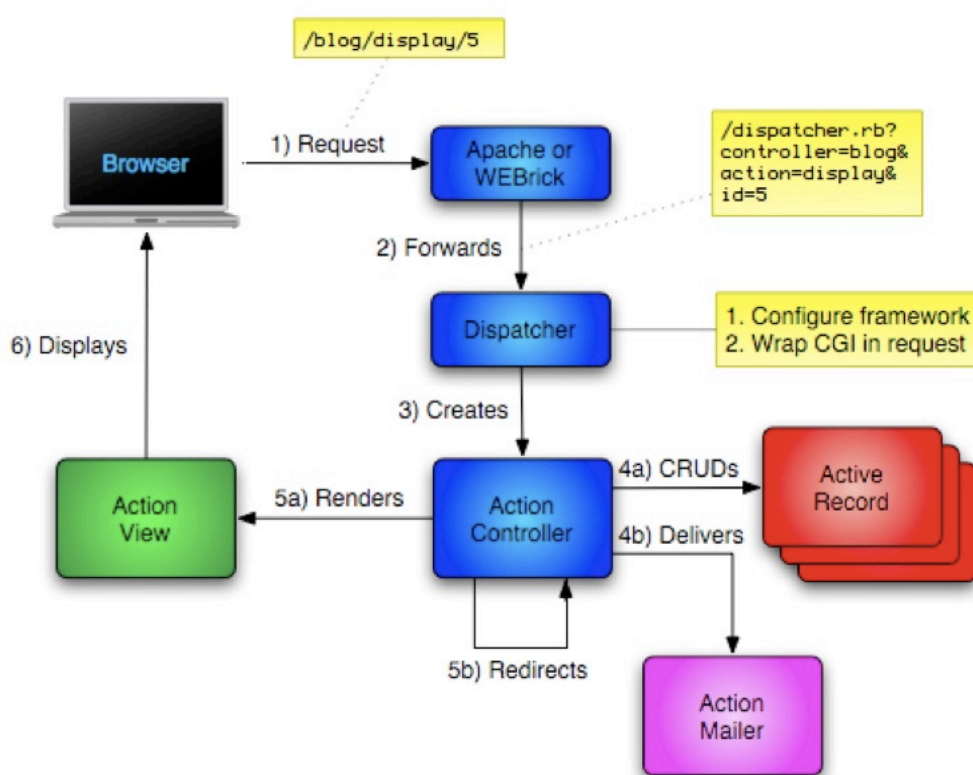 /blog/display/5
Browser
1) Request
Apache or
WEBrick
/dispatcher.rb?
controller=blog&
action=display&
id=5
2) Forwards
Dispatcher
1. Configure framework
2. Wrap CGI in request
6) Displays
3) Creates
Action
View
5a) Renders
Action
Controller
4a) CRUDs
Active
Record
4b) Delivers
5b) Redirects
Action
Mailer